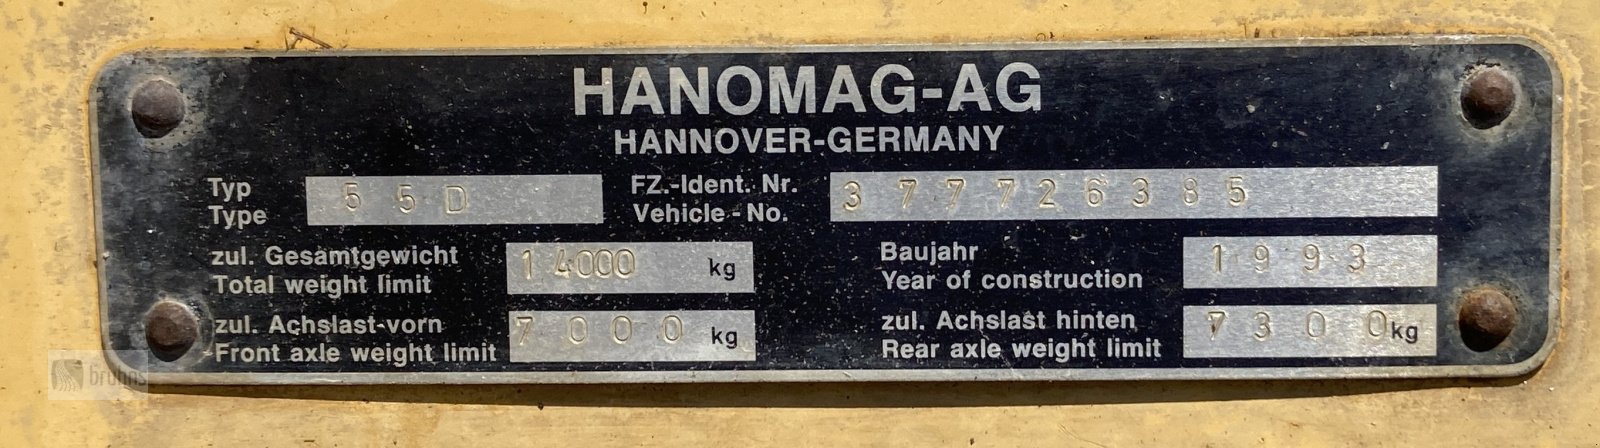 HANOMAG-AG
HANNOVER-GERMANY
Typ
Type
55D
FZ.-Ident. Nr.
Vehicle-No.
377726385
zul. Gesamtgewicht
Total weight limit
14000 kg
Baujahr
Year of construction
1993
zul. Achslast-vorn
Front axle weight limit
7000 kg
zul. Achslast hinten
Rear axle weight limit
7300 kg
bruhns